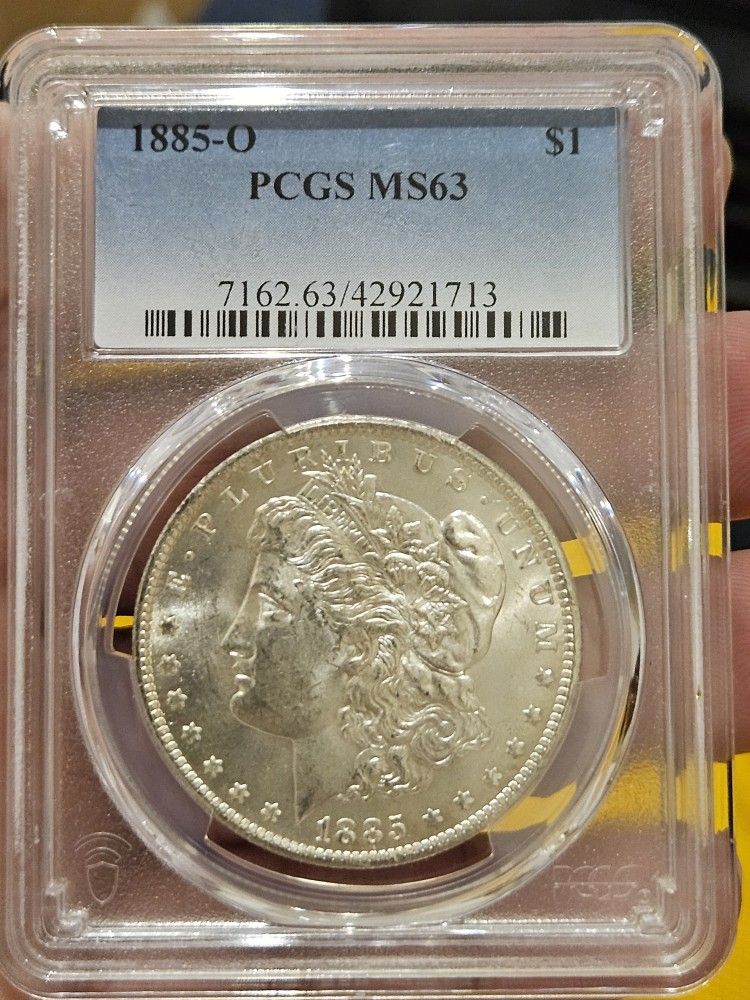 1885-O $1
PCGS MS63
7162.63/42921713
E · PLURIBUS · UNUM
LIBERTY
1885
PCGS